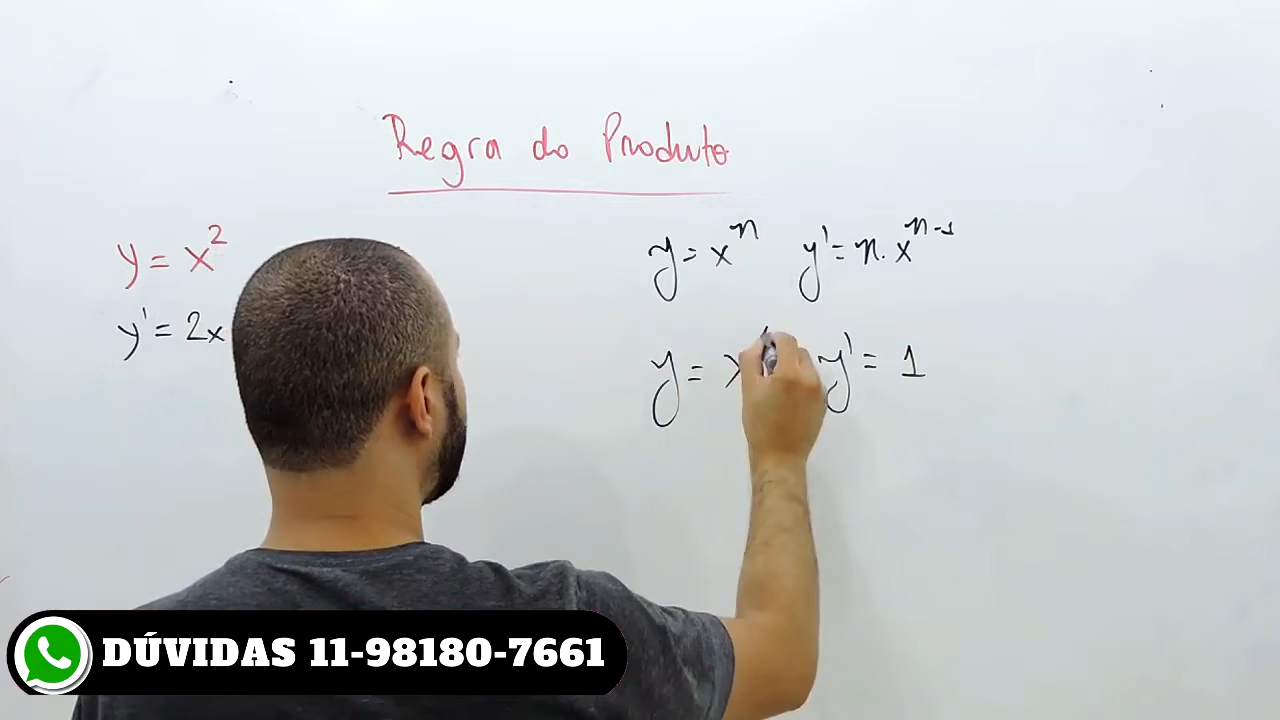 Regra do Produto
y = x²
y' = 2x
y = xⁿ y' = n. xⁿ⁻¹
y = x y' = 1
DÚVIDAS 11-98180-7661